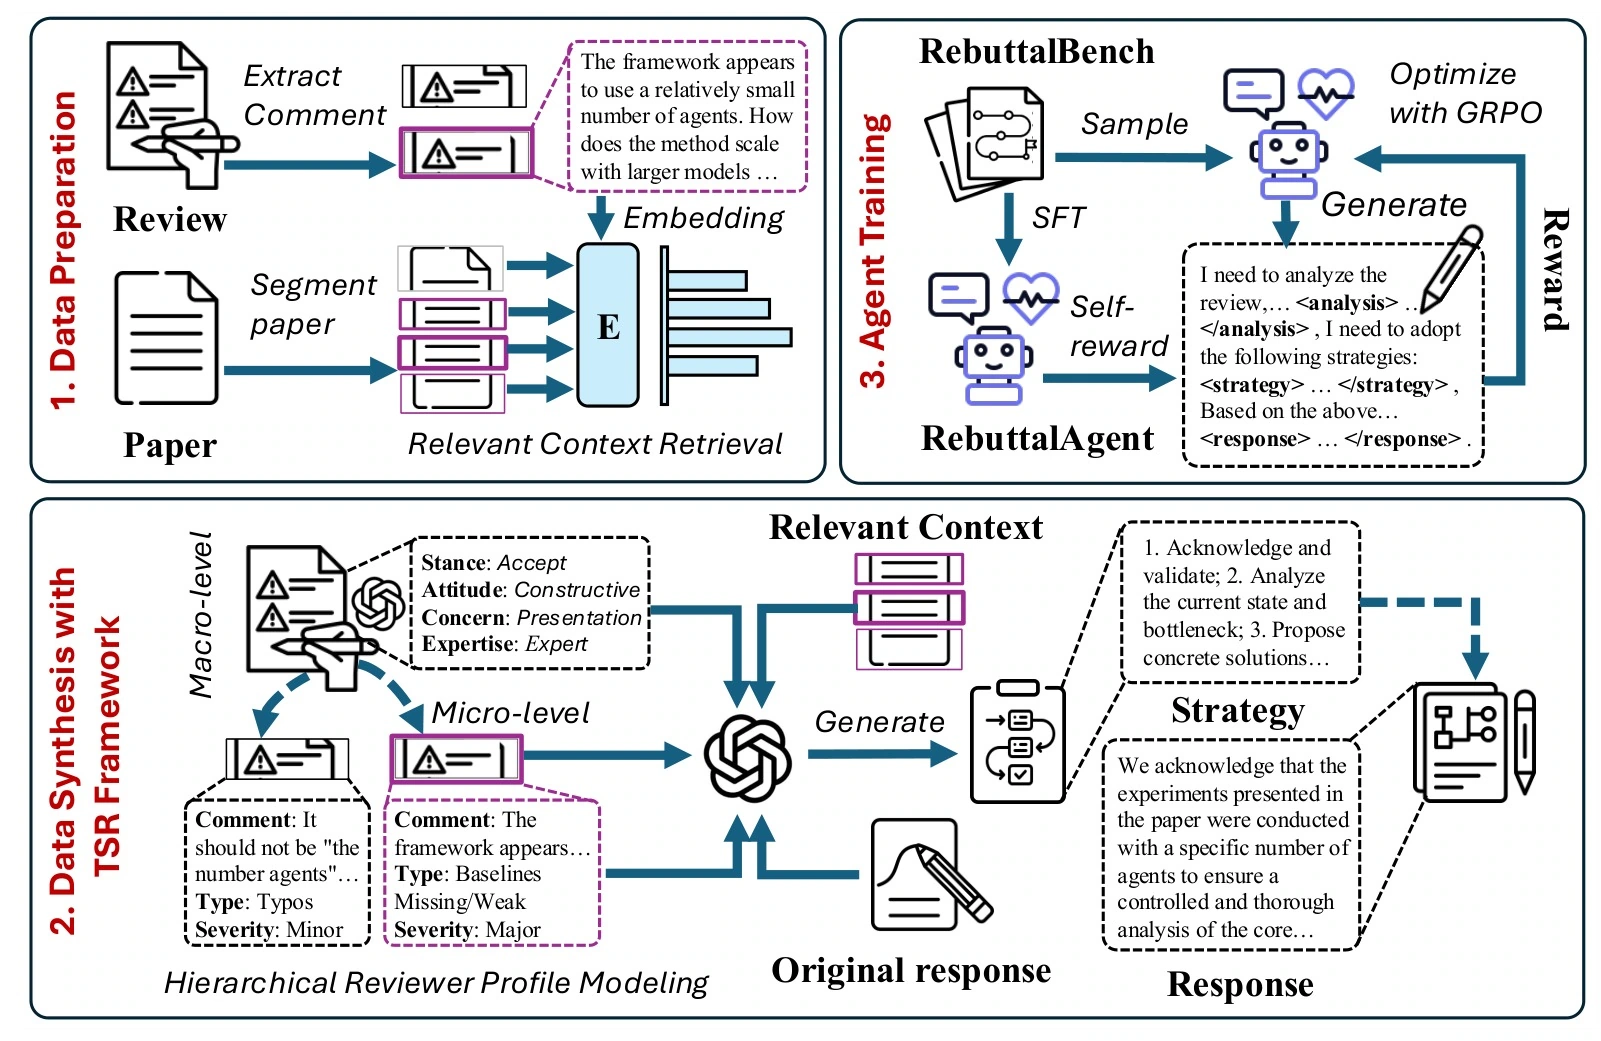 1. Data Preparation
Extract
Comment
Review
The framework appears
to use a relatively small
number of agents. How
does the method scale
with larger models …
Embedding
Segment
paper
E
Paper
Relevant Context Retrieval
3. Agent Training
RebuttalBench
Sample
Optimize
with GRPO
SFT
Generate
Reward
Self-
reward
RebuttalAgent
I need to analyze the
review,… <analysis> …
</analysis> , I need to adopt
the following strategies:
<strategy> … </strategy> ,
Based on the above…
<response> … </response> .
2. Data Synthesis with
TSR Framework
Macro-level
Stance: Accept
Attitude: Constructive
Concern: Presentation
Expertise: Expert
Micro-level
Comment: It
should not be "the
number agents"…
Type: Typos
Severity: Minor
Comment: The
framework appears…
Type: Baselines
Missing/Weak
Severity: Major
Hierarchical Reviewer Profile Modeling
Relevant Context
Generate
Original response
1. Acknowledge and
validate; 2. Analyze
the current state and
bottleneck; 3. Propose
concrete solutions…
Strategy
We acknowledge that the
experiments presented in
the paper were conducted
with a specific number of
agents to ensure a
controlled and thorough
analysis of the core…
Response